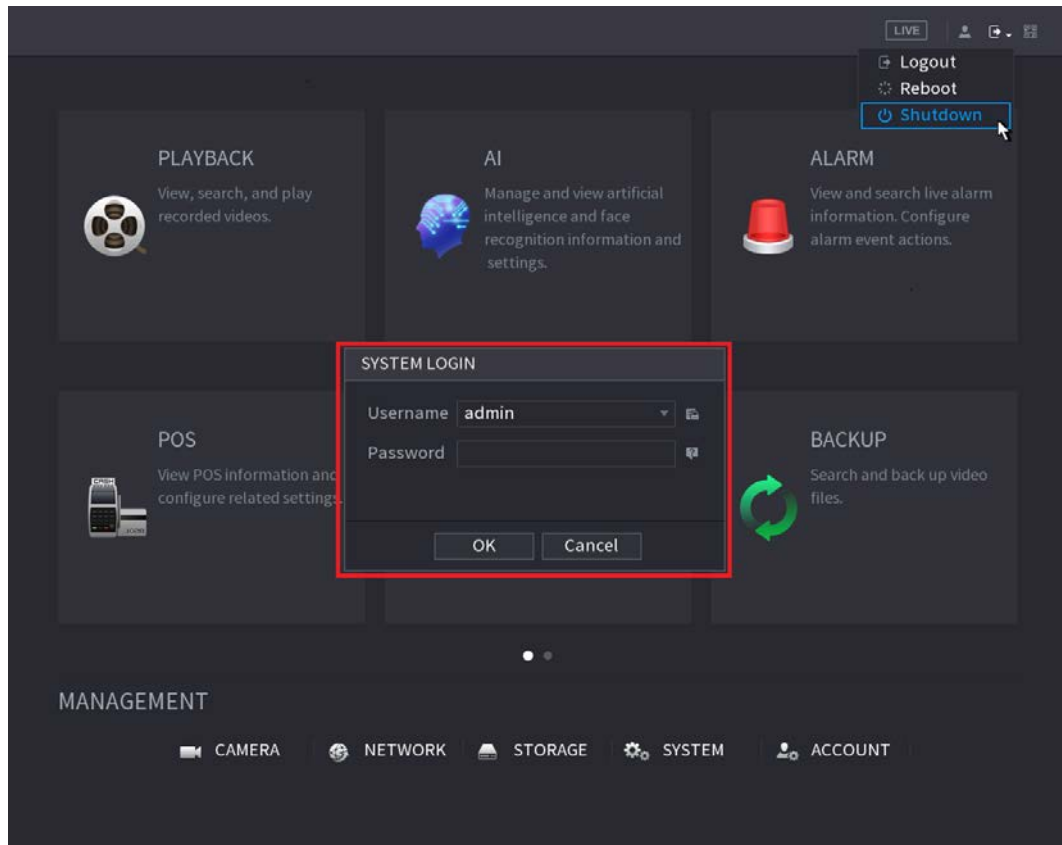 LIVE
Logout
Reboot
Shutdown
PLAYBACK
View, search, and play
recorded videos.
AI
Manage and view artificial
intelligence and face
recognition information and
settings.
ALARM
View and search live alarm
information. Configure
alarm event actions.
SYSTEM LOGIN
Username admin
Password
OK Cancel
POS
View POS information and
configure related settings.
BACKUP
Search and back up video
files.
MANAGEMENT
CAMERA NETWORK STORAGE SYSTEM ACCOUNT